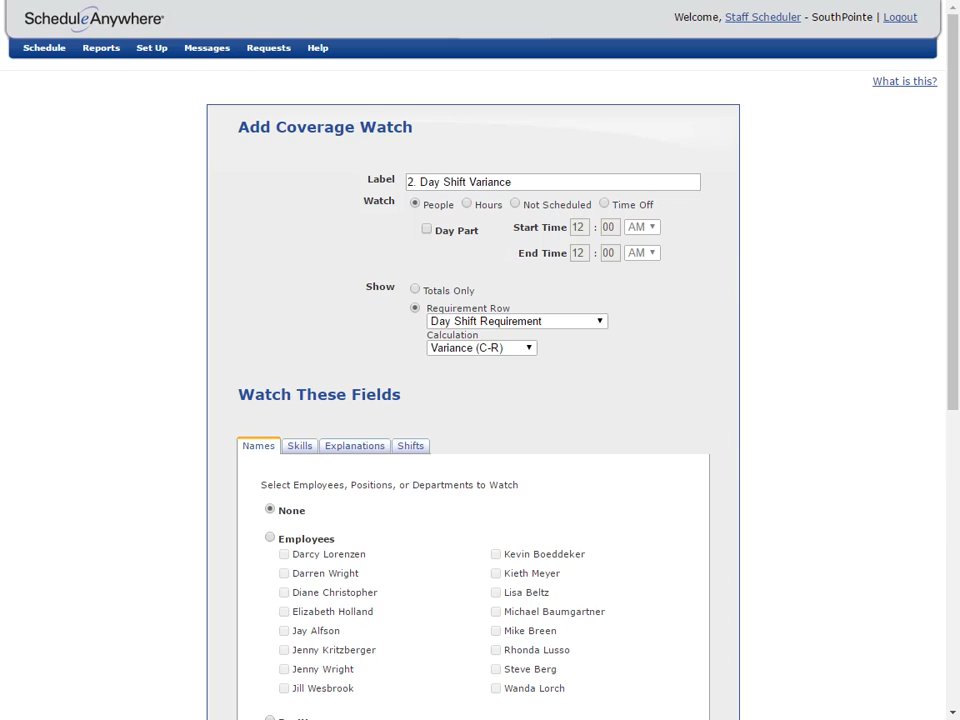 ScheduleAnywhere
Welcome, Staff Scheduler - SouthPointe | Logout
Schedule Reports Set Up Messages Requests Help
What is this?
Add Coverage Watch
Label 2. Day Shift Variance
Watch People Hours Not Scheduled Time Off
Day Part Start Time 12 : 00 AM
End Time 12 : 00 AM
Show Totals Only
Requirement Row
Day Shift Requirement
Calculation
Variance (C-R)
Watch These Fields
Names Skills Explanations Shifts
Select Employees, Positions, or Departments to Watch
None
Employees
Darcy Lorenzen Kevin Boeddeker
Darren Wright Kieth Meyer
Diane Christopher Lisa Beltz
Elizabeth Holland Michael Baumgartner
Jay Alfson Mike Breen
Jenny Kritzberger Rhonda Lusso
Jenny Wright Steve Berg
Jill Wesbrook Wanda Lorch